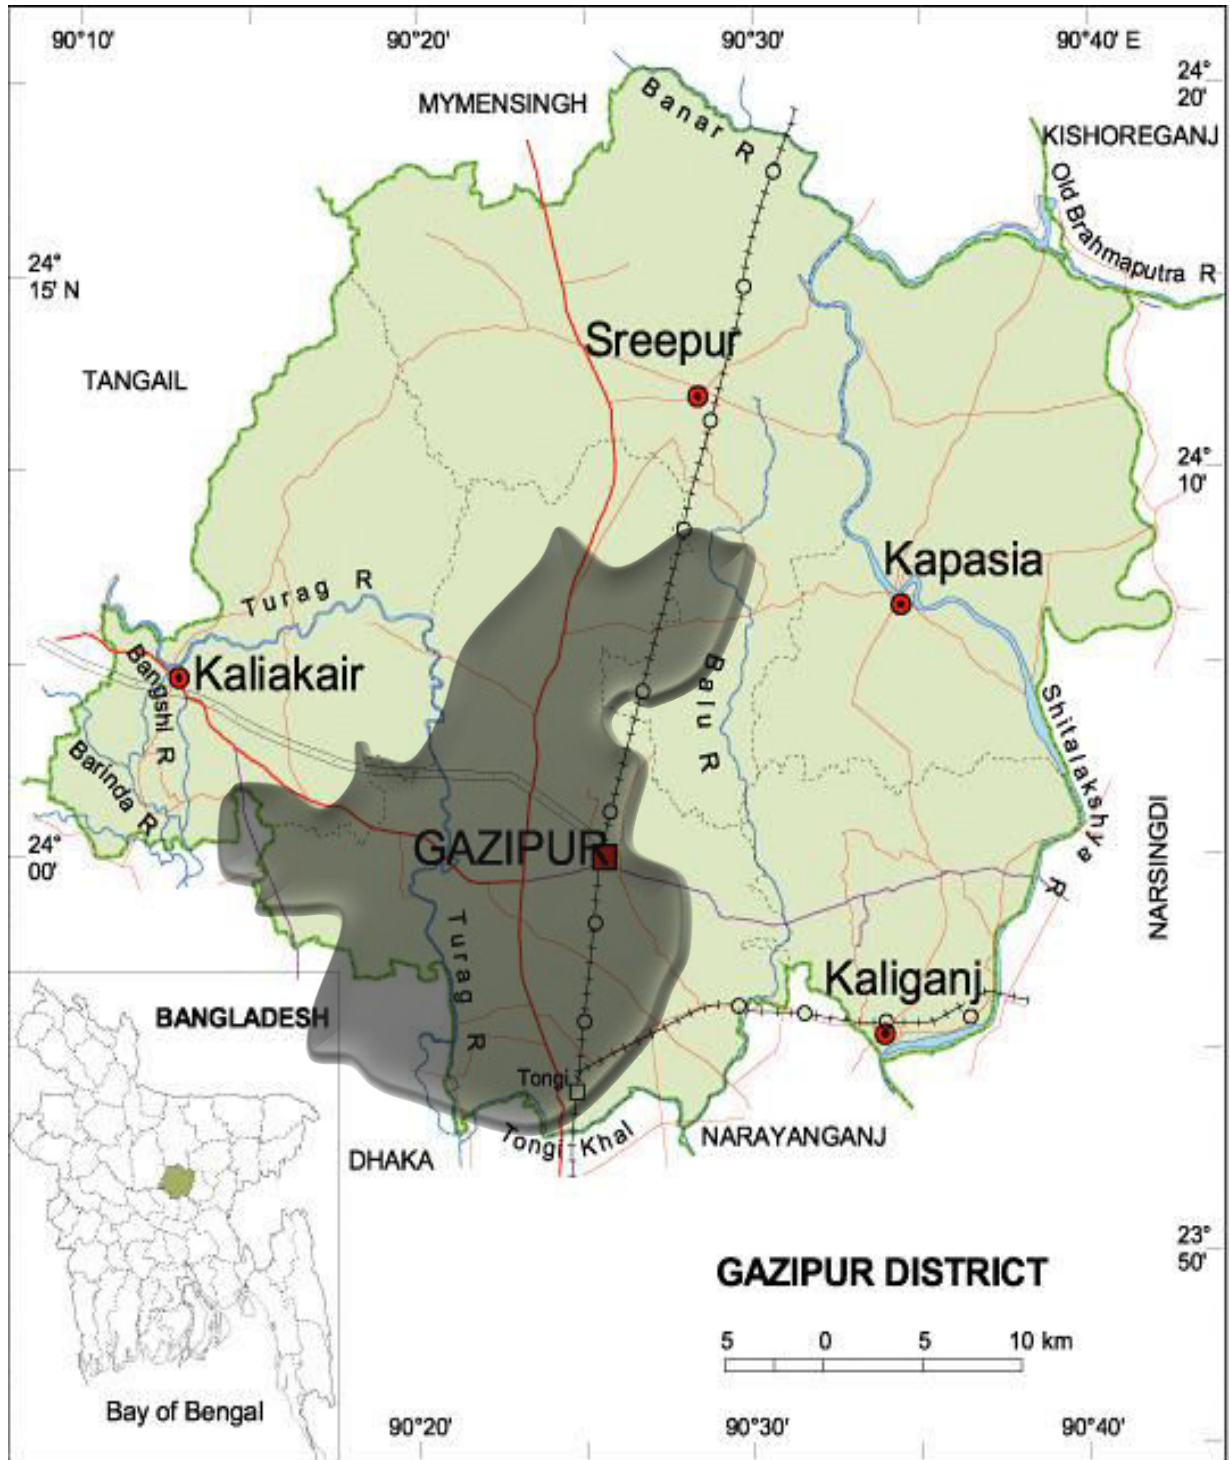 90°10'
90°20'
90°30'
90°40' E
24°
20'
MYMENSINGH
Banar R
KISHOREGANJ
Old Brahmaputra R
24°
15' N
Sreepur
TANGAIL
24°
10'
Kapasia
Turag R
Kaliakair
Bangshi R
Barinda R
Balu R
Shitalakshya R
NARSINGDI
24°
00'
GAZIPUR
Turag R
Kaliganj
BANGLADESH
Tongi
Tongi Khal
NARAYANGANJ
DHAKA
23°
50'
GAZIPUR DISTRICT
5 0 5 10 km
Bay of Bengal
90°20'
90°30'
90°40'